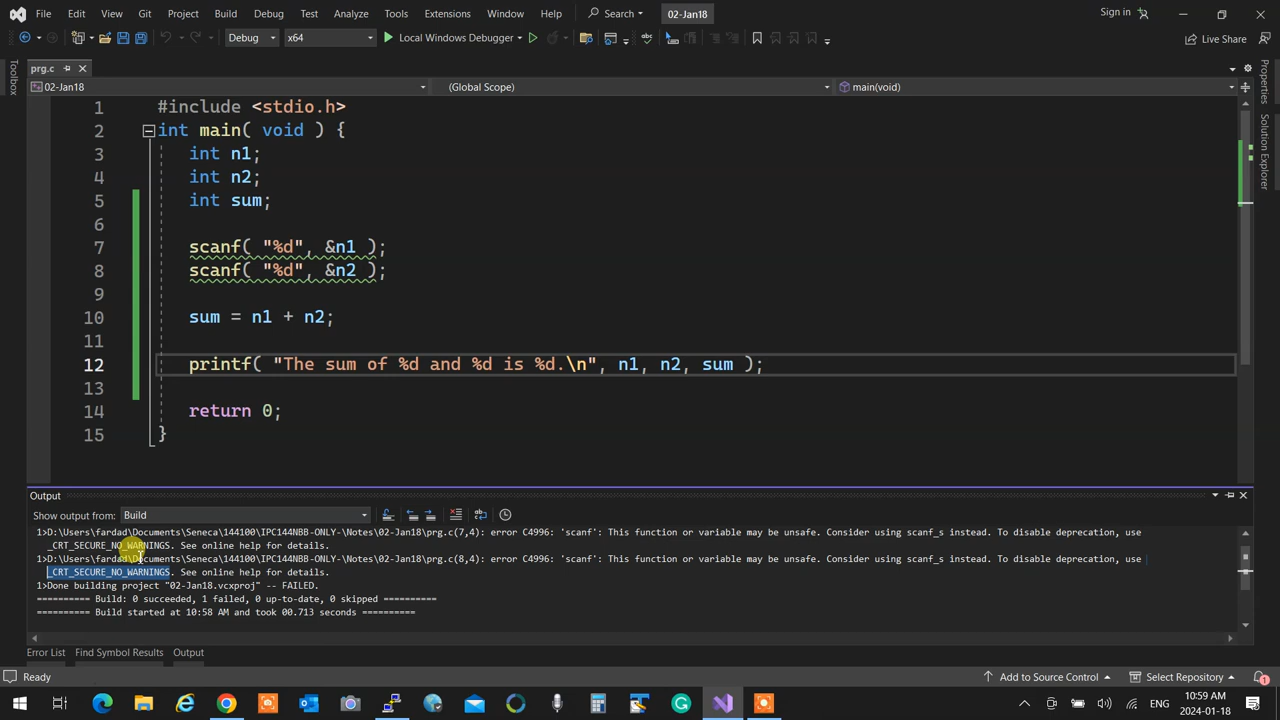 File Edit View Git Project Build Debug Test Analyze Tools Extensions Window Help Search 02-Jan18 Sign in
Debug x64 Local Windows Debugger Live Share
prg.c
02-Jan18 (Global Scope) main(void)
Toolbox
Properties
Solution Explorer
1 #include <stdio.h>
2 int main( void ) {
3 int n1;
4 int n2;
5 int sum;
6
7 scanf( "%d", &n1 );
8 scanf( "%d", &n2 );
9
10 sum = n1 + n2;
11
12 printf( "The sum of %d and %d is %d.\n", n1, n2, sum );
13
14 return 0;
15 }
Output
Show output from: Build
1>D:\Users\fardad\Documents\Seneca\144100\IPC144NBB-ONLY-\Notes\02-Jan18\prg.c(7,4): error C4996: 'scanf': This function or variable may be unsafe. Consider using scanf_s instead. To disable deprecation, use
_CRT_SECURE_NO_WARNINGS. See online help for details.
1>D:\Users\fardad\Documents\Seneca\144100\IPC144NBB-ONLY-\Notes\02-Jan18\prg.c(8,4): error C4996: 'scanf': This function or variable may be unsafe. Consider using scanf_s instead. To disable deprecation, use
_CRT_SECURE_NO_WARNINGS. See online help for details.
1>Done building project "02-Jan18.vcxproj" -- FAILED.
========== Build: 0 succeeded, 1 failed, 0 up-to-date, 0 skipped ==========
========== Build started at 10:58 AM and took 00.713 seconds ==========
Error List Find Symbol Results Output
Ready Add to Source Control Select Repository 1
ENG 10:59 AM
2024-01-18